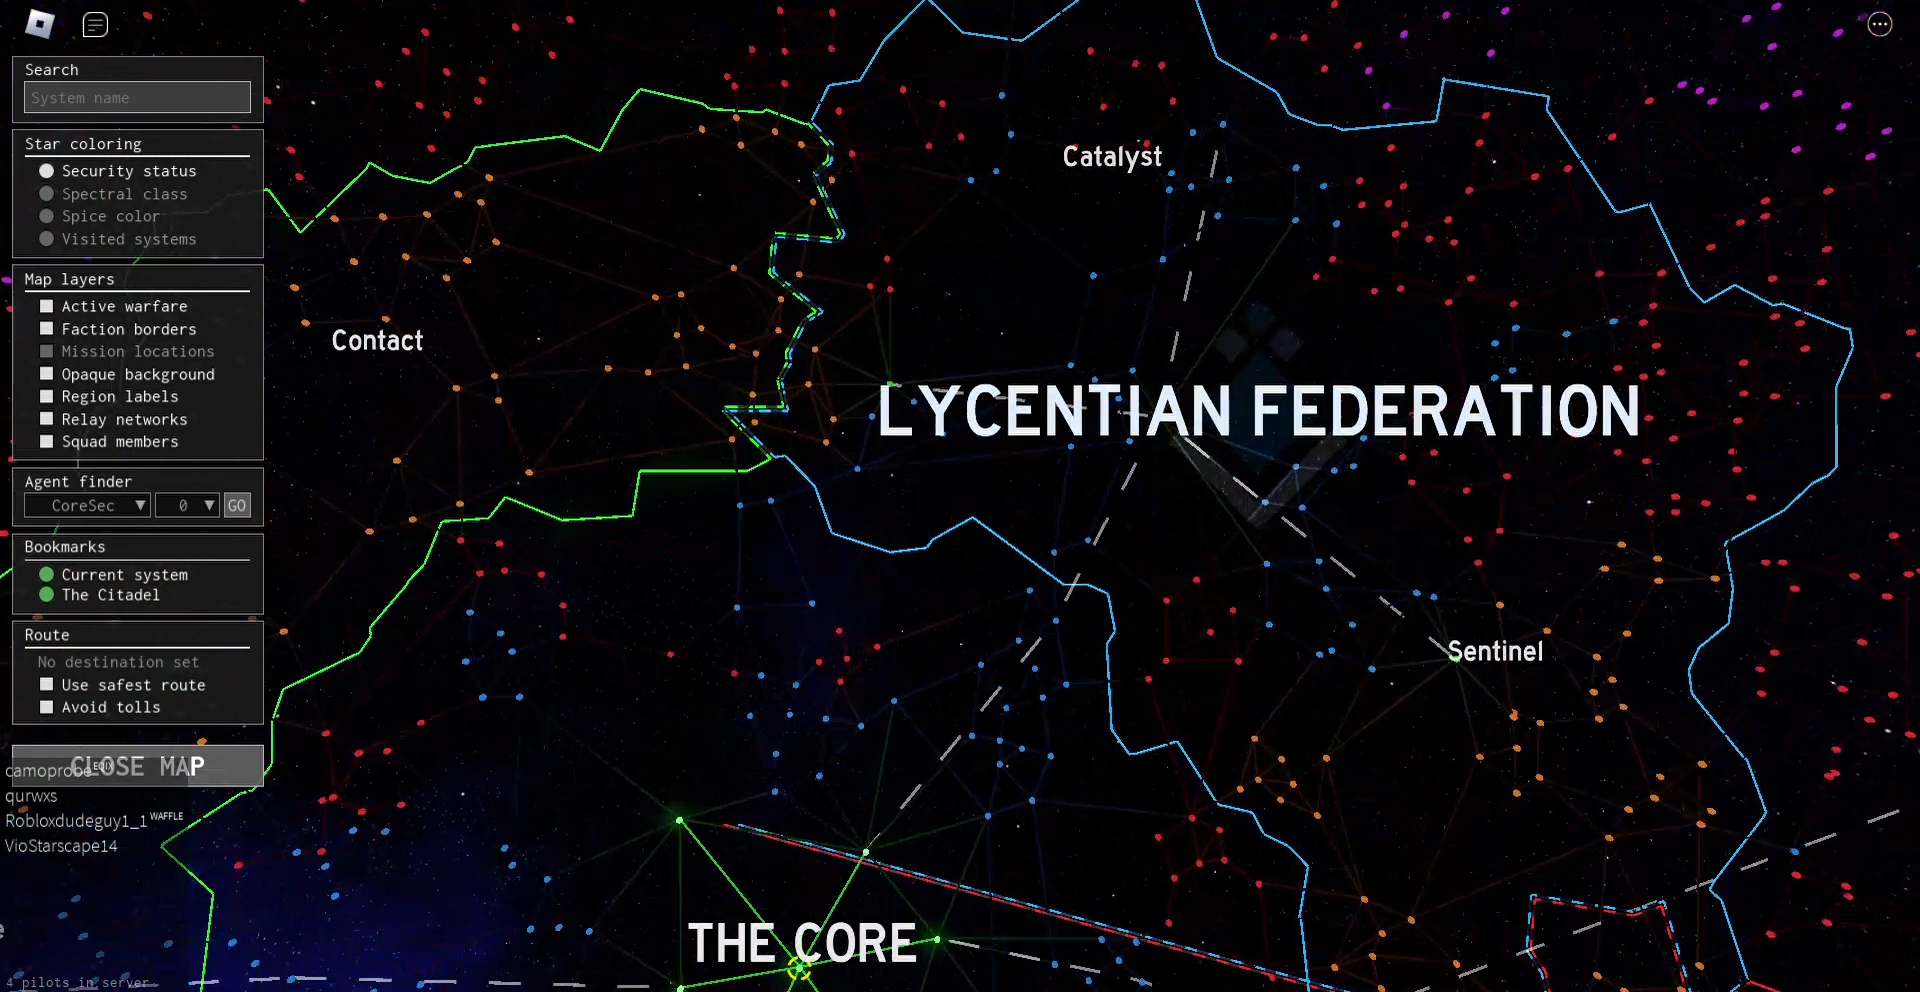 Search
System name
Star coloring
Security status
Spectral class
Spice color
Visited systems
Map layers
Active warfare
Faction borders
Mission locations
Opaque background
Region labels
Relay networks
Squad members
Agent finder
CoreSec ▼ 0 ▼ GO
Bookmarks
Current system
The Citadel
Route
No destination set
Use safest route
Avoid tolls
CLOSE MAP
camoprobe
qurwxs
Robloxdudeguy1_1 WAFFLE
VioStarscape14
4 pilots in server
Catalyst
Contact
LYCENTIAN FEDERATION
Sentinel
THE CORE